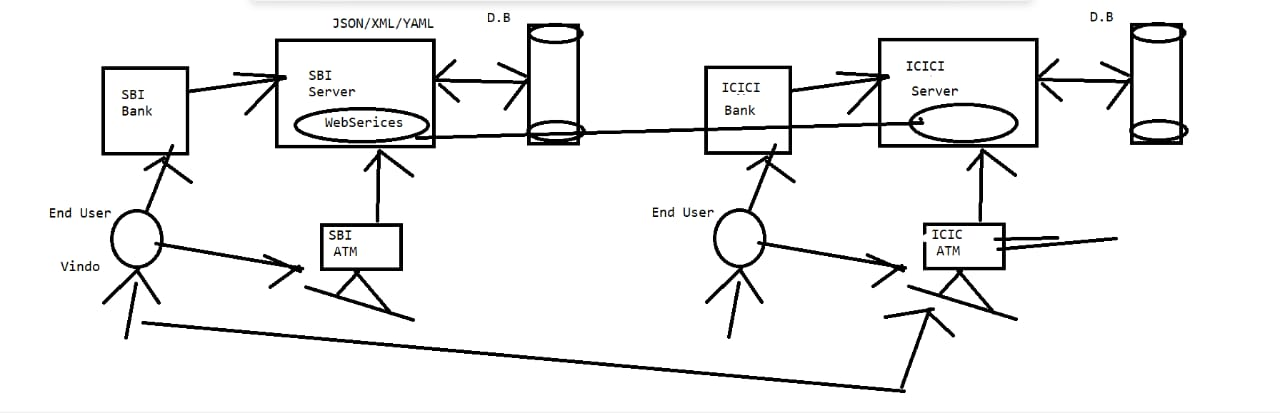 JSON/XML/YAML
D.B
D.B
SBI
Bank
SBI
Server
WebSerices
ICICI
Bank
ICICI
Server
End User
Vindo
SBI
ATM
End User
ICIC
ATM